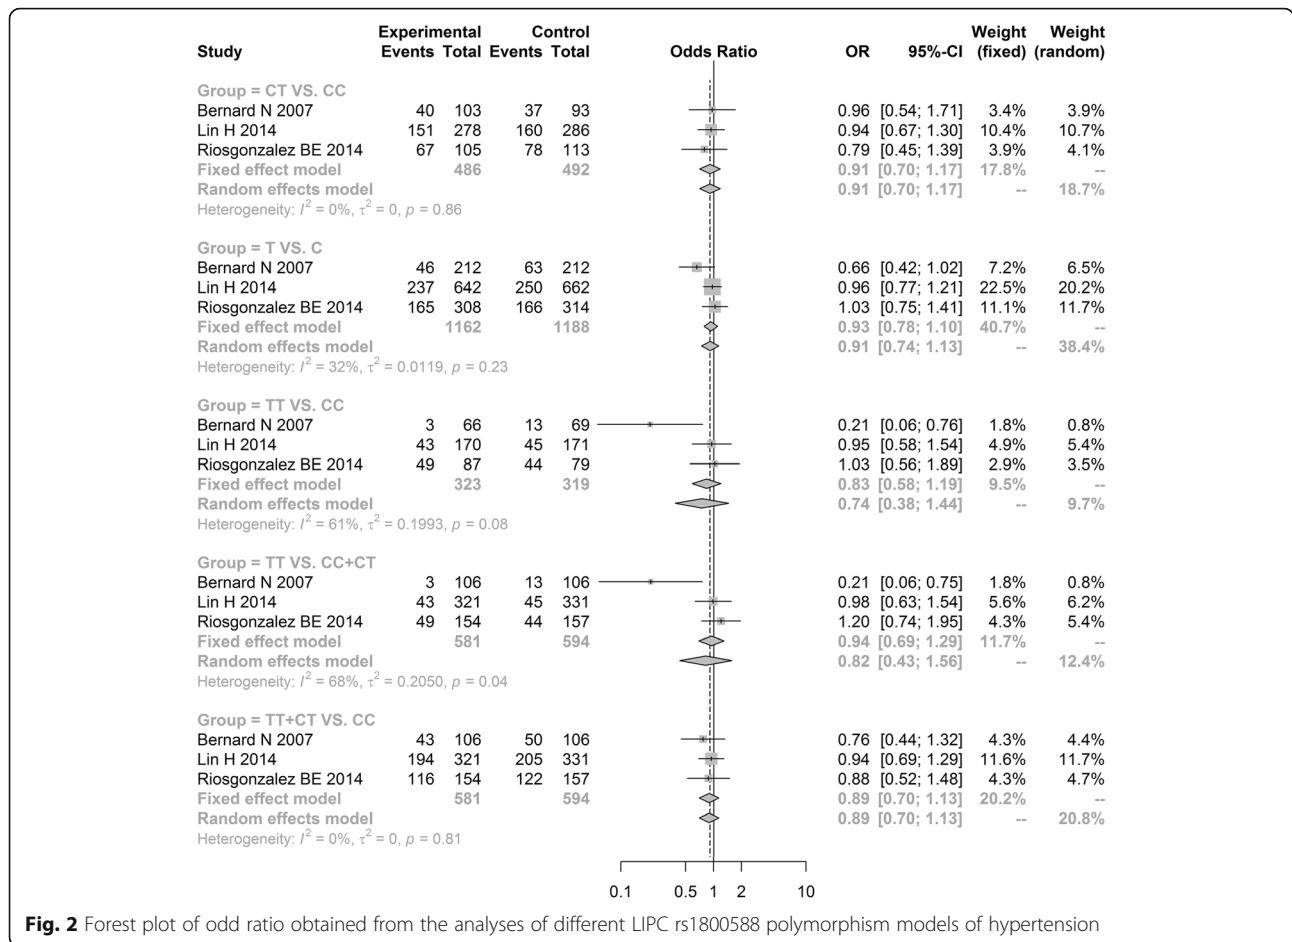 Experimental Control Weight Weight
Study Events Total Events Total Odds Ratio OR 95%-CI (fixed) (random)
Group = CT VS. CC
Bernard N 2007 40 103 37 93 0.96 [0.54; 1.71] 3.4% 3.9%
Lin H 2014 151 278 160 286 0.94 [0.67; 1.30] 10.4% 10.7%
Riosgonzalez BE 2014 67 105 78 113 0.79 [0.45; 1.39] 3.9% 4.1%
Fixed effect model 486 492 0.91 [0.70; 1.17] 17.8% --
Random effects model 0.91 [0.70; 1.17] -- 18.7%
Heterogeneity: I² = 0%, τ² = 0, p = 0.86
Group = T VS. C
Bernard N 2007 46 212 63 212 0.66 [0.42; 1.02] 7.2% 6.5%
Lin H 2014 237 642 250 662 0.96 [0.77; 1.21] 22.5% 20.2%
Riosgonzalez BE 2014 165 308 166 314 1.03 [0.75; 1.41] 11.1% 11.7%
Fixed effect model 1162 1188 0.93 [0.78; 1.10] 40.7% --
Random effects model 0.91 [0.74; 1.13] -- 38.4%
Heterogeneity: I² = 32%, τ² = 0.0119, p = 0.23
Group = TT VS. CC
Bernard N 2007 3 66 13 69 0.21 [0.06; 0.76] 1.8% 0.8%
Lin H 2014 43 170 45 171 0.95 [0.58; 1.54] 4.9% 5.4%
Riosgonzalez BE 2014 49 87 44 79 1.03 [0.56; 1.89] 2.9% 3.5%
Fixed effect model 323 319 0.83 [0.58; 1.19] 9.5% --
Random effects model 0.74 [0.38; 1.44] -- 9.7%
Heterogeneity: I² = 61%, τ² = 0.1993, p = 0.08
Group = TT VS. CC+CT
Bernard N 2007 3 106 13 106 0.21 [0.06; 0.75] 1.8% 0.8%
Lin H 2014 43 321 45 331 0.98 [0.63; 1.54] 5.6% 6.2%
Riosgonzalez BE 2014 49 154 44 157 1.20 [0.74; 1.95] 4.3% 5.4%
Fixed effect model 581 594 0.94 [0.69; 1.29] 11.7% --
Random effects model 0.82 [0.43; 1.56] -- 12.4%
Heterogeneity: I² = 68%, τ² = 0.2050, p = 0.04
Group = TT+CT VS. CC
Bernard N 2007 43 106 50 106 0.76 [0.44; 1.32] 4.3% 4.4%
Lin H 2014 194 321 205 331 0.94 [0.69; 1.29] 11.6% 11.7%
Riosgonzalez BE 2014 116 154 122 157 0.88 [0.52; 1.48] 4.3% 4.7%
Fixed effect model 581 594 0.89 [0.70; 1.13] 20.2% --
Random effects model 0.89 [0.70; 1.13] -- 20.8%
Heterogeneity: I² = 0%, τ² = 0, p = 0.81
0.1 0.5 1 2 10
Fig. 2 Forest plot of odd ratio obtained from the analyses of different LIPC rs1800588 polymorphism models of hypertension